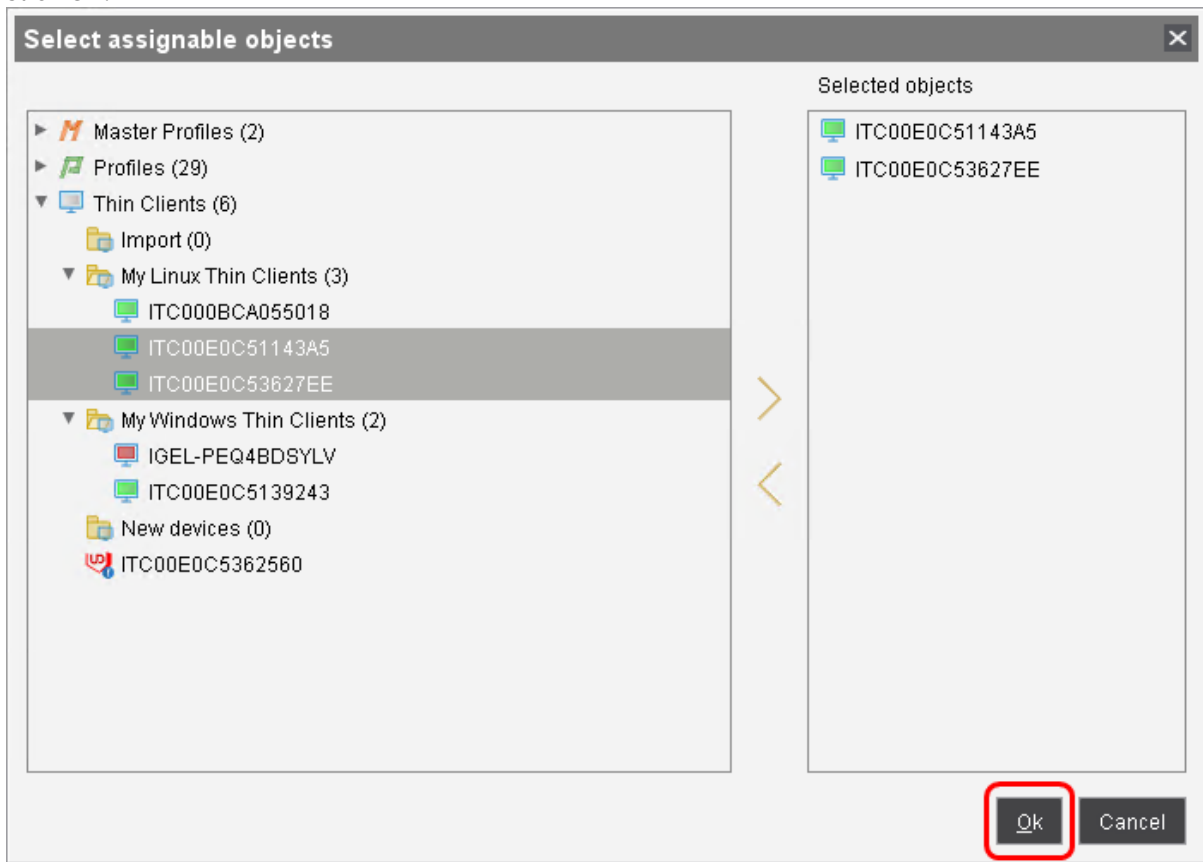 Select assignable objects
Selected objects
Master Profiles (2)
Profiles (29)
Thin Clients (6)
Import (0)
My Linux Thin Clients (3)
ITC000BCA055018
ITC00E0C51143A5
ITC00E0C53627EE
My Windows Thin Clients (2)
IGEL-PEQ4BDSYLV
ITC00E0C5139243
New devices (0)
ITC00E0C5362560
ITC00E0C51143A5
ITC00E0C53627EE
Ok
Cancel